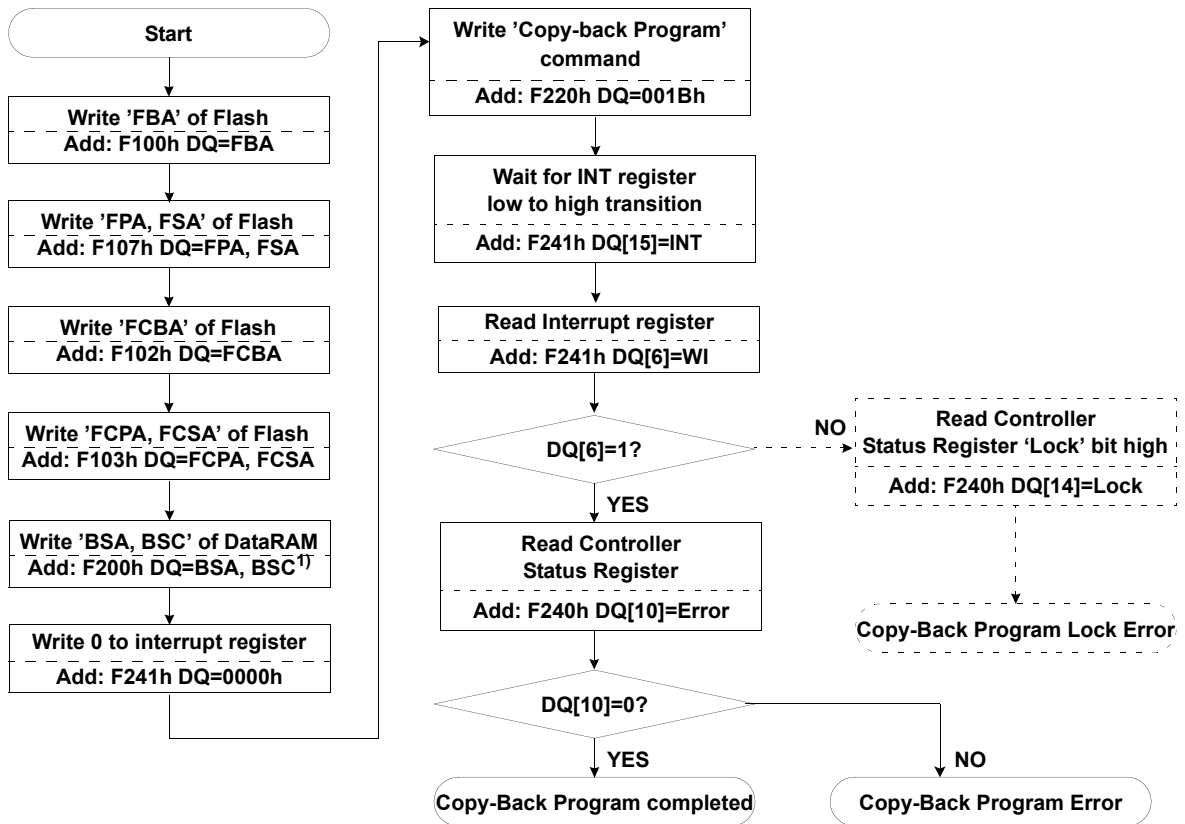 Start
Write ’FBA’ of Flash
Add: F100h DQ=FBA
Write ’FPA, FSA’ of Flash
Add: F107h DQ=FPA, FSA
Write ’FCBA’ of Flash
Add: F102h DQ=FCBA
Write ’FCPA, FCSA’ of Flash
Add: F103h DQ=FCPA, FCSA
Write ’BSA, BSC’ of DataRAM
Add: F200h DQ=BSA, BSC1)
Write 0 to interrupt register
Add: F241h DQ=0000h
Write ’Copy-back Program’
command
Add: F220h DQ=001Bh
Wait for INT register
low to high transition
Add: F241h DQ[15]=INT
Read Interrupt register
Add: F241h DQ[6]=WI
DQ[6]=1?
NO
Read Controller
Status Register ‘Lock’ bit high
Add: F240h DQ[14]=Lock
Copy-Back Program Lock Error
YES
Read Controller
Status Register
Add: F240h DQ[10]=Error
DQ[10]=0?
YES
NO
Copy-Back Program completed
Copy-Back Program Error